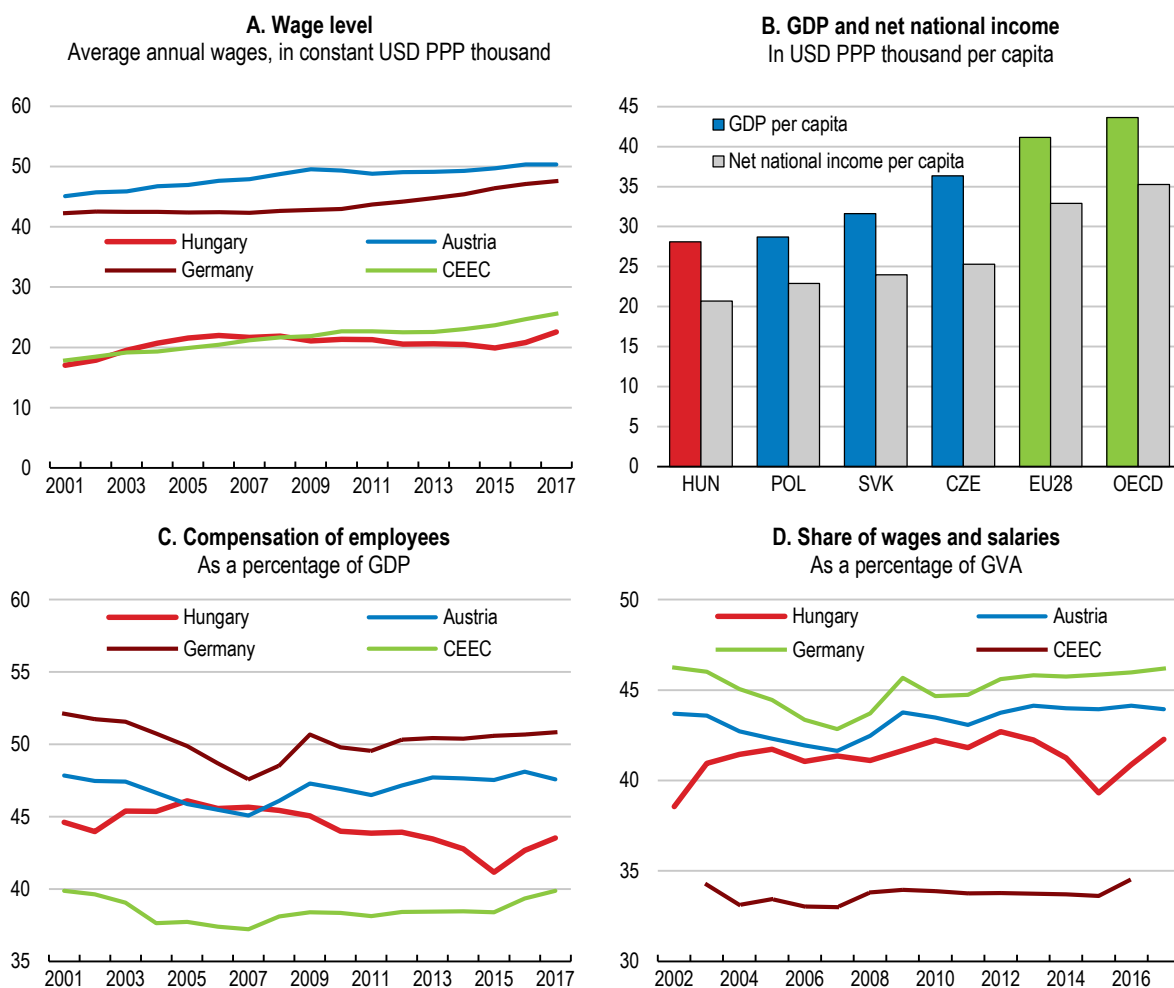 A. Wage level
Average annual wages, in constant USD PPP thousand
60
50
40
30
20
10
0
Hungary
Austria
Germany
CEEC
2001 2003 2005 2007 2009 2011 2013 2015 2017
B. GDP and net national income
In USD PPP thousand per capita
45
40
35
30
25
20
15
10
5
0
GDP per capita
Net national income per capita
HUN POL SVK CZE EU28 OECD
C. Compensation of employees
As a percentage of GDP
60
55
50
45
40
35
Hungary
Austria
Germany
CEEC
2001 2003 2005 2007 2009 2011 2013 2015 2017
D. Share of wages and salaries
As a percentage of GVA
50
45
40
35
30
Hungary
Austria
Germany
CEEC
2002 2004 2006 2008 2010 2012 2014 2016